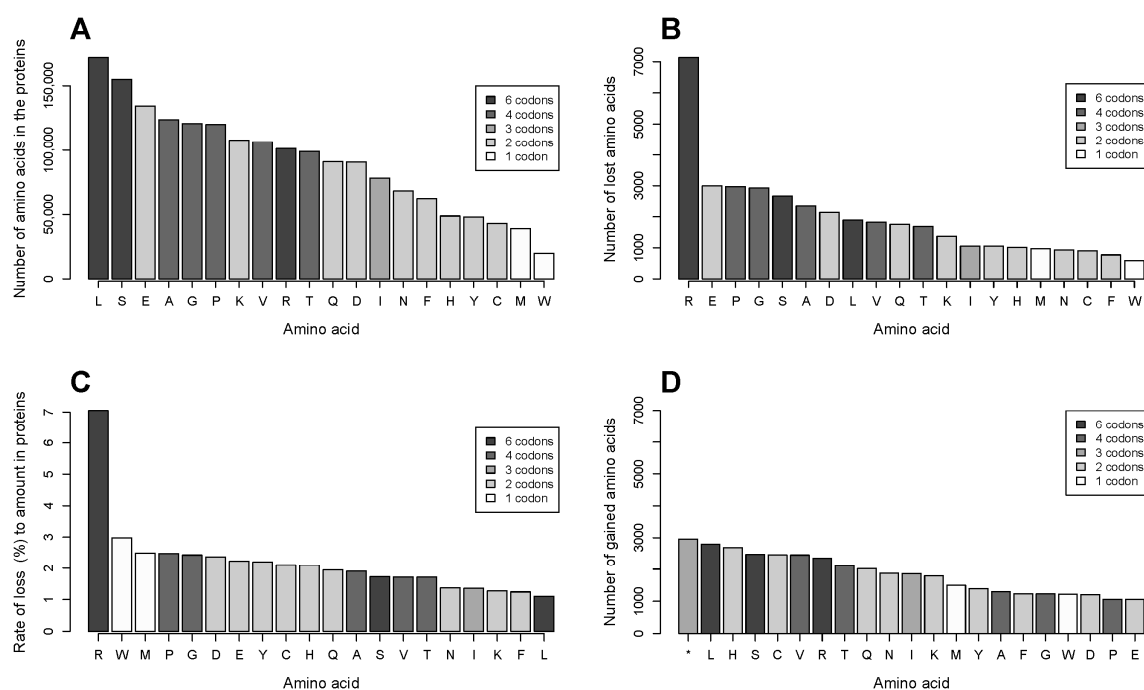 A
Number of amino acids in the proteins
150,000
100,000
50,000
0
6 codons
4 codons
3 codons
2 codons
1 codon
L S E A G P K V R T Q D I N F H Y C M W
Amino acid
B
Number of lost amino acids
7000
5000
3000
1000
0
6 codons
4 codons
3 codons
2 codons
1 codon
R E P G S A D L V Q T K I Y H M N C F W
Amino acid
C
Rate of loss (%) to amount in proteins
7
6
5
4
3
2
1
0
6 codons
4 codons
3 codons
2 codons
1 codon
R W M P G D E Y C H Q A S V T N I K F L
Amino acid
D
Number of gained amino acids
7000
5000
3000
1000
0
6 codons
4 codons
3 codons
2 codons
1 codon
* L H S C V R T Q N I K M Y A F G W D P E
Amino acid